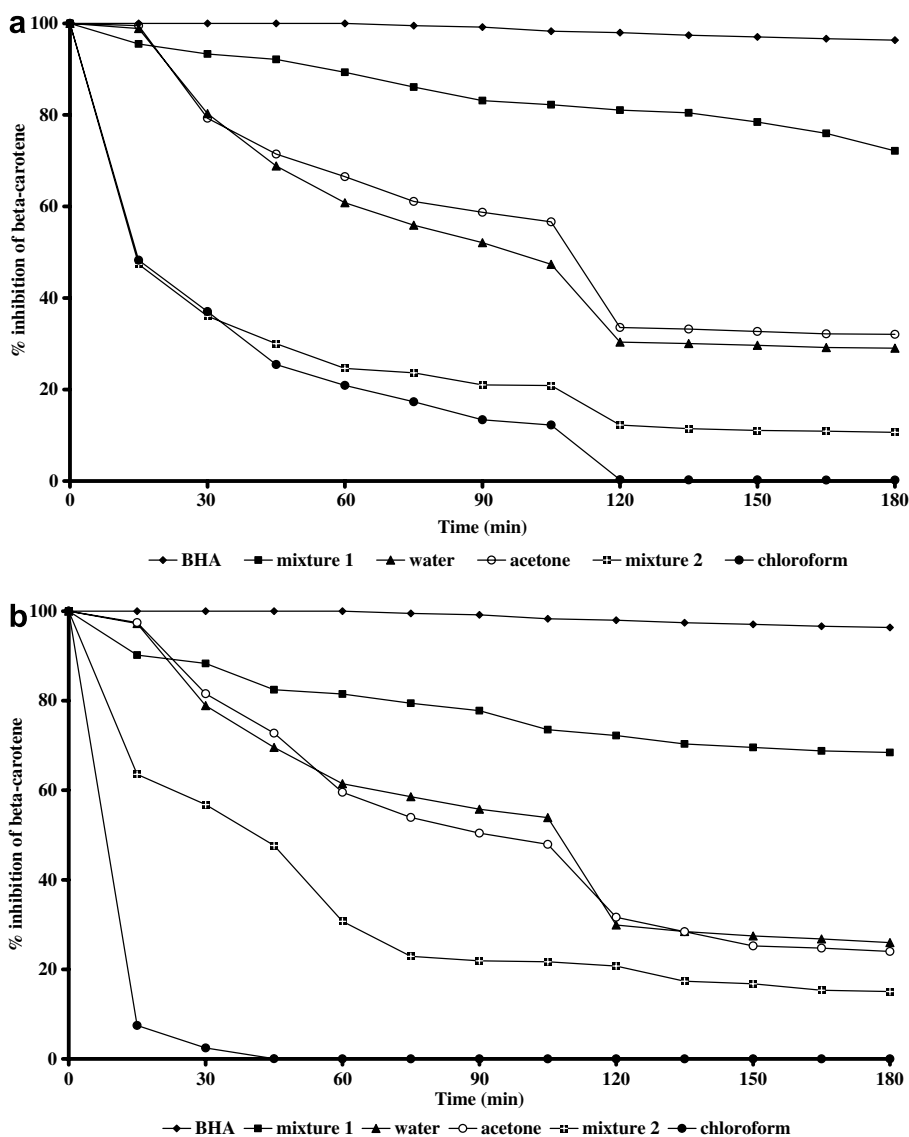 a
% inhibition of beta-carotene
100
80
60
40
20
0
0 30 60 90 120 150 180
Time (min)
BHA mixture 1 water acetone mixture 2 chloroform
b
% inhibition of beta-carotene
100
80
60
40
20
0
0 30 60 90 120 150 180
Time (min)
BHA mixture 1 water acetone mixture 2 chloroform